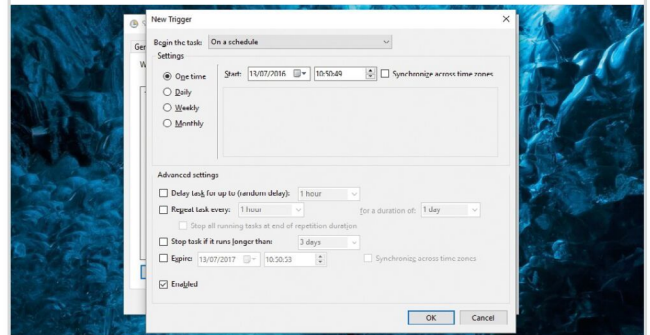 New Trigger
Begin the task: On a schedule
Settings
One time
Start: 13/07/2016 10:50:49 Synchronize across time zones
Daily
Weekly
Monthly
Advanced settings
Delay task for up to (random delay): 1 hour
Repeat task every: 1 hour for a duration of: 1 day
Stop all running tasks at end of repetition duration
Stop task if it runs longer than: 3 days
Expire: 13/07/2017 10:50:53 Synchronize across time zones
Enabled
OK Cancel